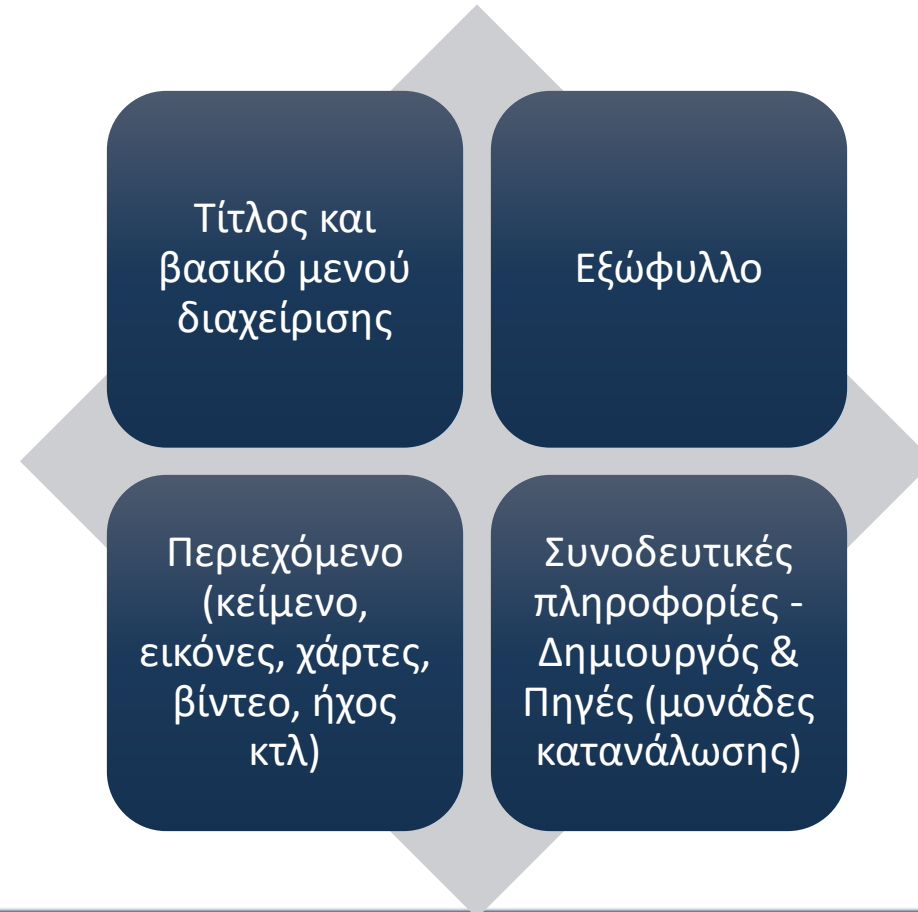 Τίτλος και
βασικό μενού
διαχείρισης
Εξώφυλλο
Περιεχόμενο
(κείμενο,
εικόνες, χάρτες,
βίντεο, ήχος
κτλ)
Συνοδευτικές
πληροφορίες -
Δημιουργός &
Πηγές (μονάδες
κατανάλωσης)